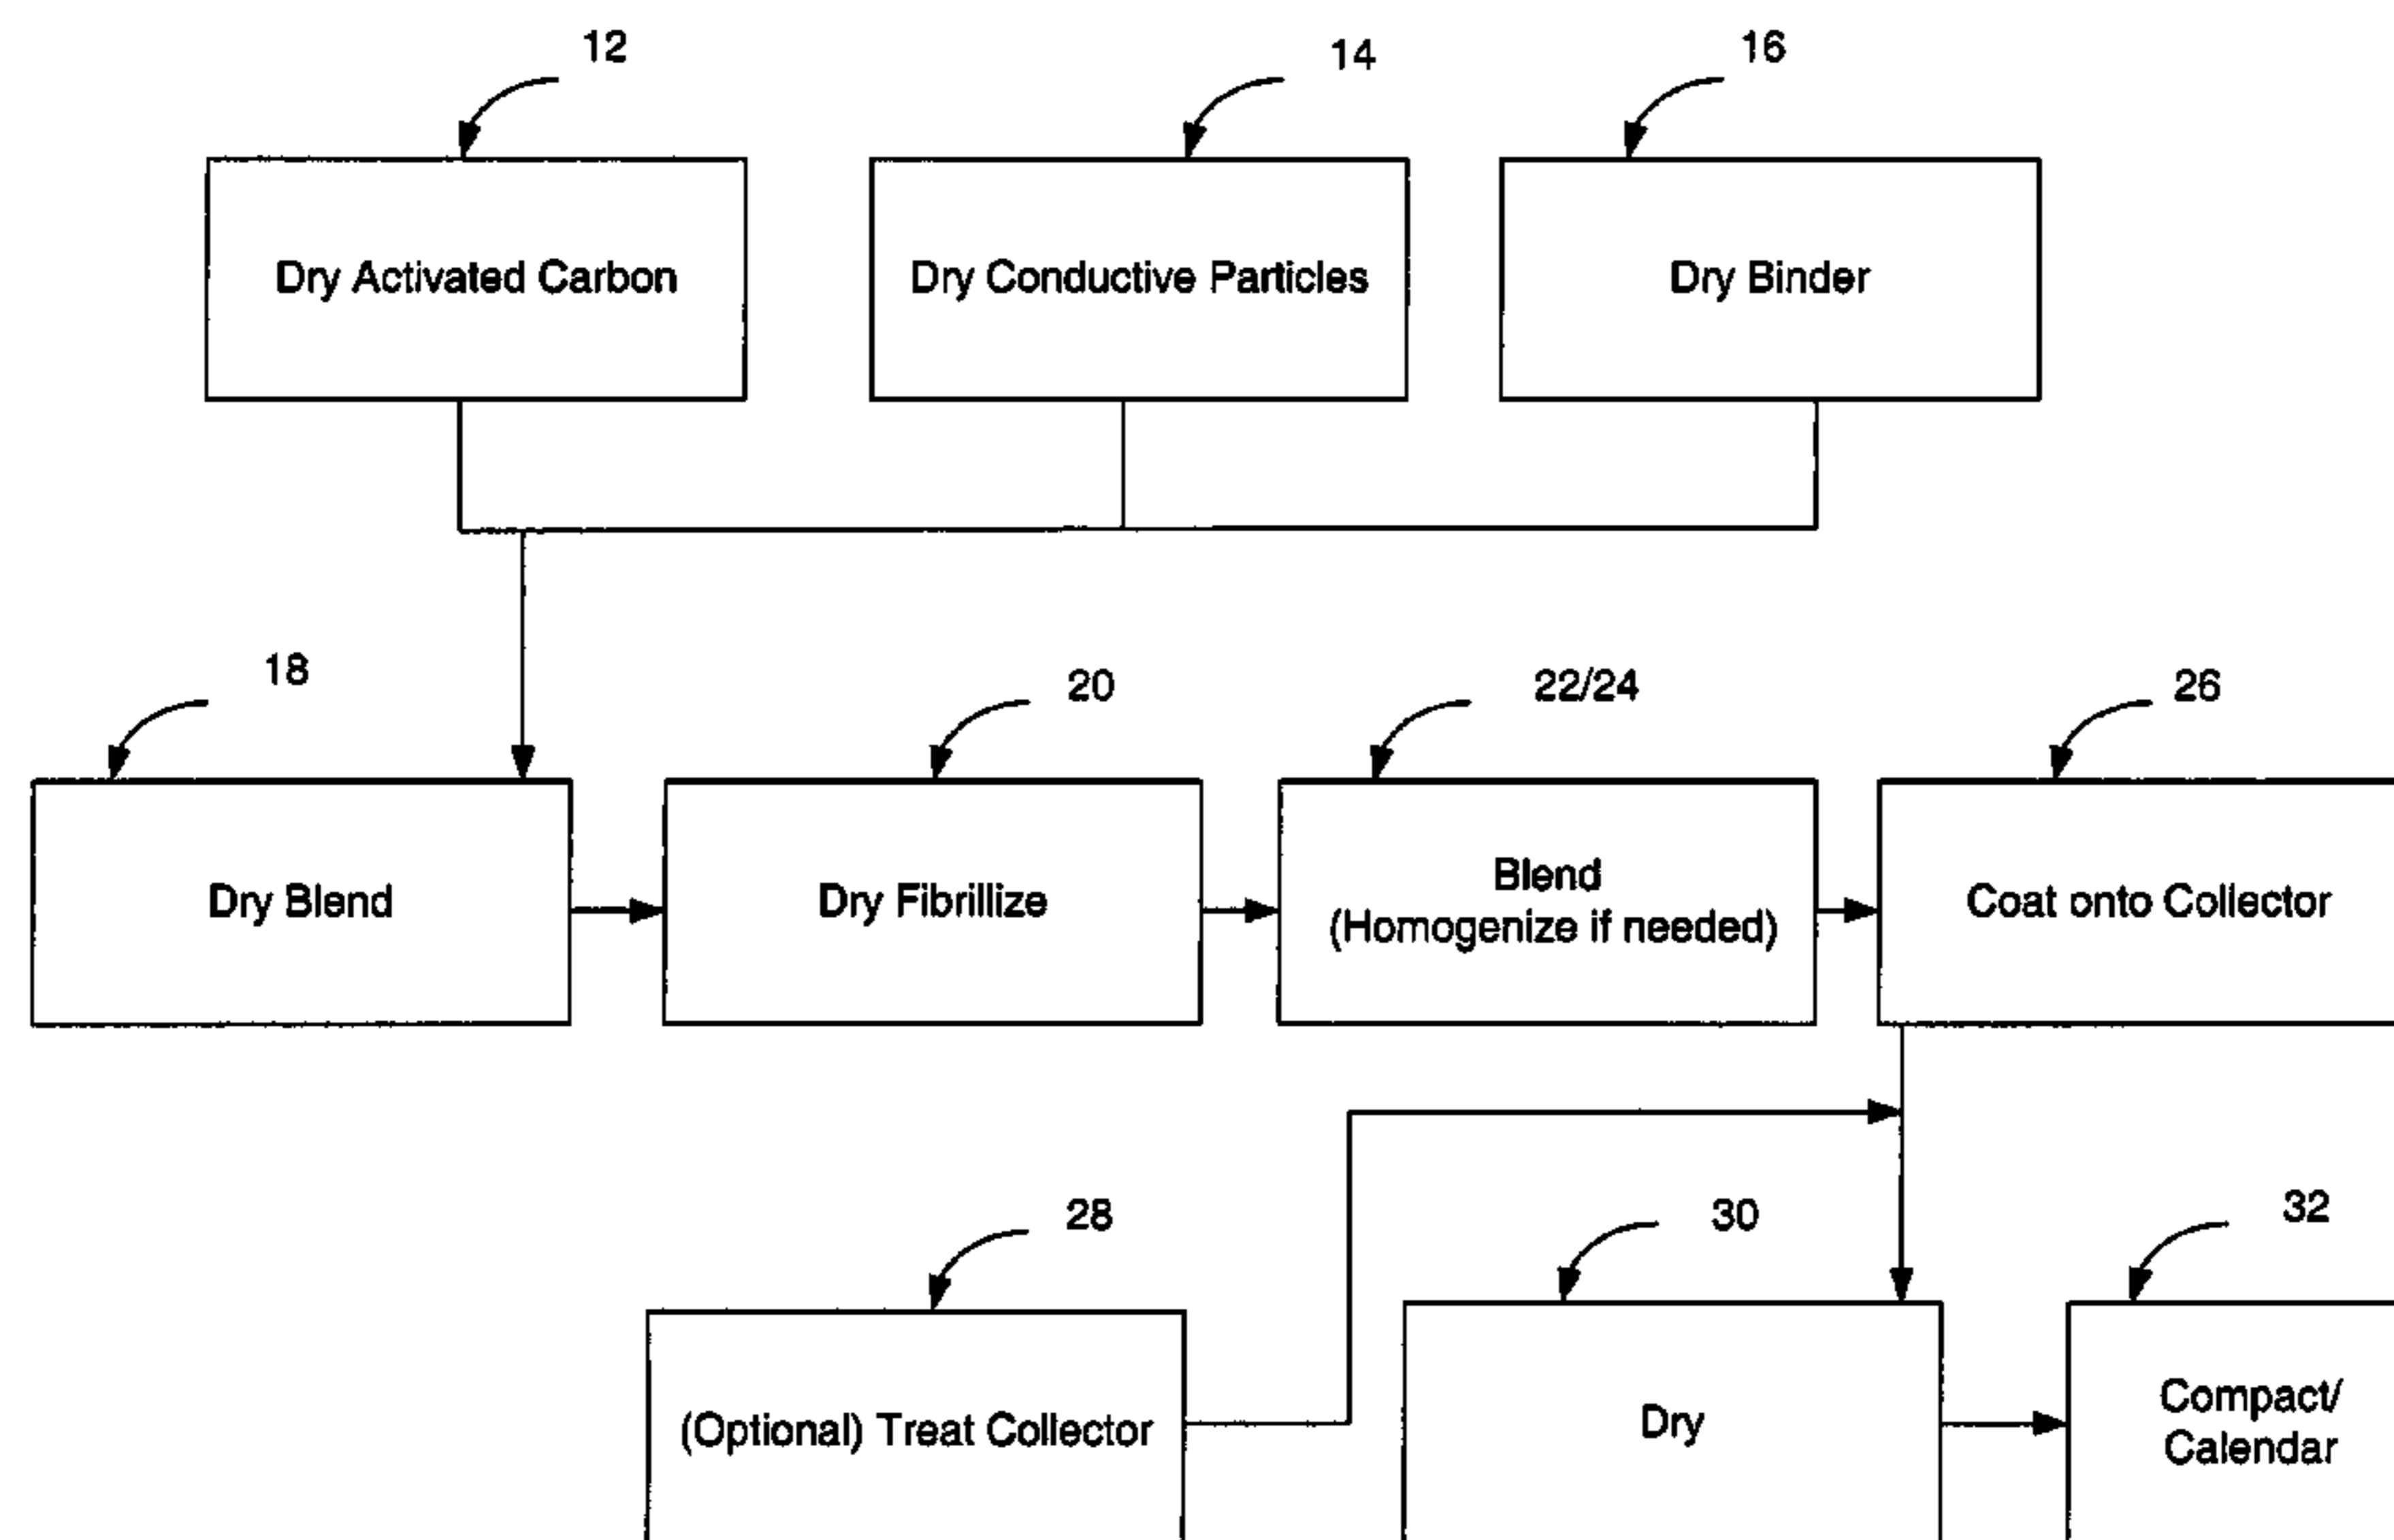 12
14
16
Dry Activated Carbon
Dry Conductive Particles
Dry Binder
18
20
22/24
26
Dry Blend
Dry Fibrillize
Blend
(Homogenize if needed)
Coat onto Collector
28
30
32
(Optional) Treat Collector
Dry
Compact/
Calendar